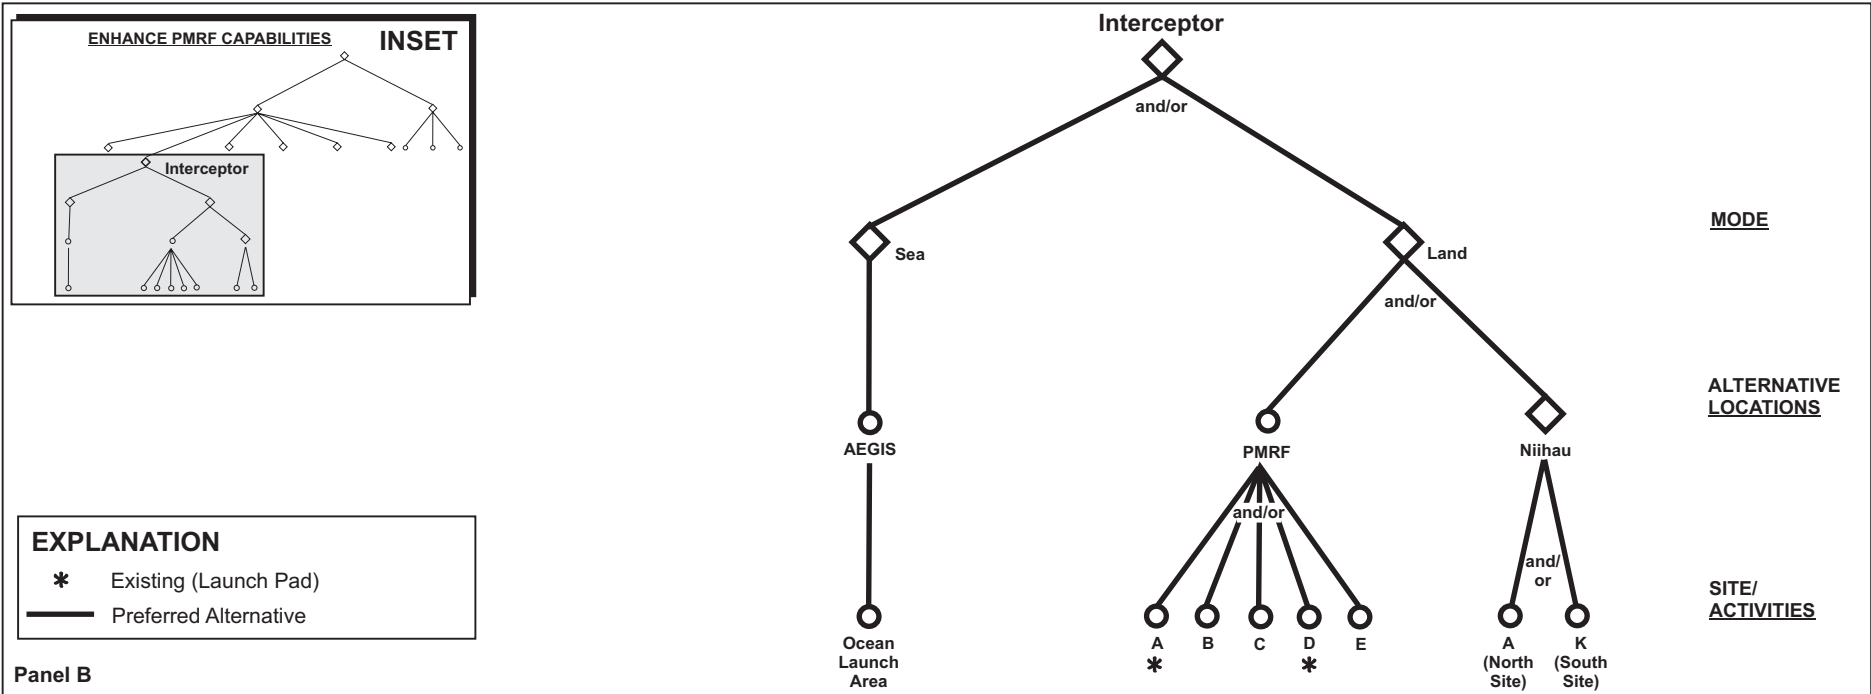 ENHANCE PMRF CAPABILITIES
INSET
Interceptor
Interceptor
and/or
MODE
Sea
Land
and/or
ALTERNATIVE
LOCATIONS
AEGIS
PMRF
Niihau
and/or
and/
or
SITE/
ACTIVITIES
Ocean
Launch
Area
A
*
B
C
D
*
E
A
(North
Site)
K
(South
Site)
EXPLANATION
* Existing (Launch Pad)
Preferred Alternative
Panel B